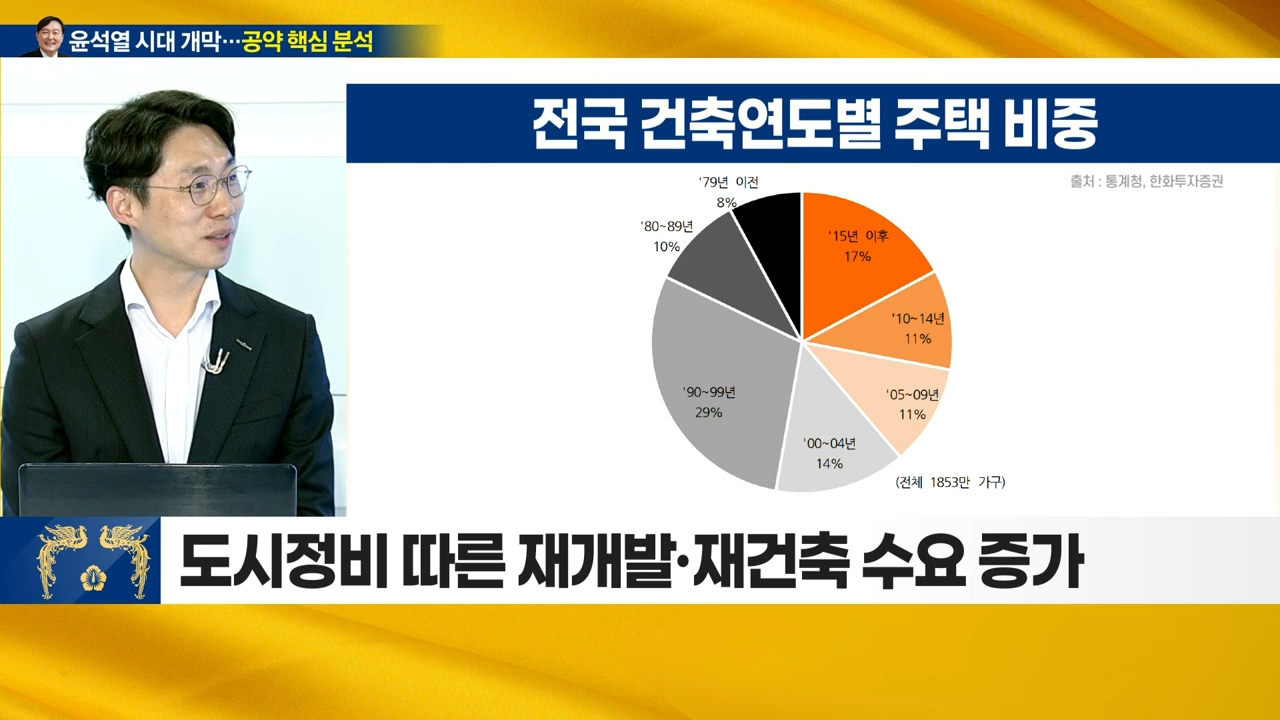 윤석열 시대 개막…공약 핵심 분석
전국 건축연도별 주택 비중
출처 : 통계청, 한화투자증권
'79년 이전
8%
'80~89년
10%
'15년 이후
17%
'10~14년
11%
'90~99년
29%
'05~09년
11%
'00~04년
14%
(전체 1853만 가구)
도시정비 따른 재개발·재건축 수요 증가